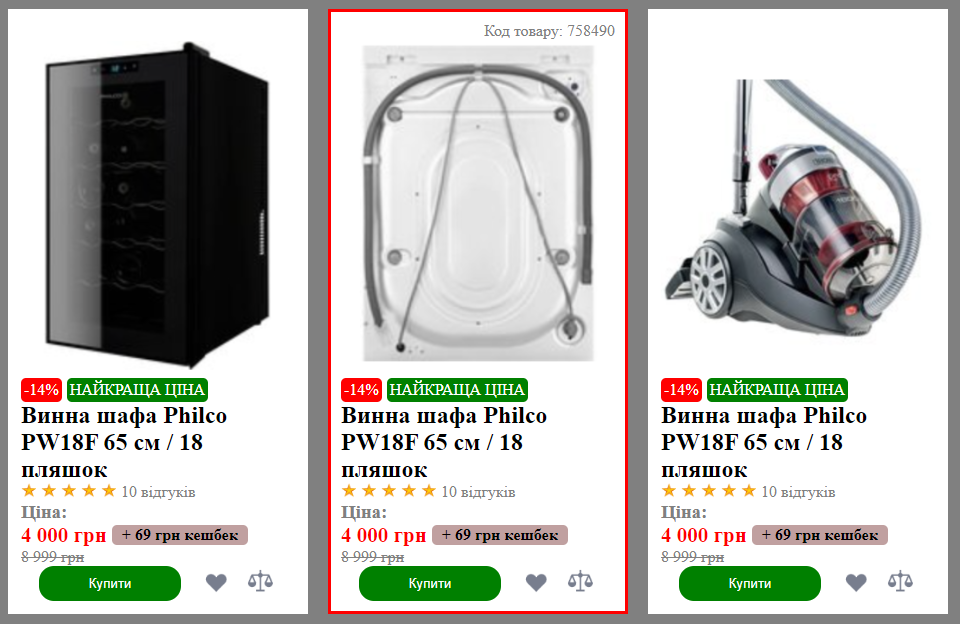 -14% НАЙКРАЩА ЦІНА
Винна шафа Philco
PW18F 65 см / 18
пляшок
10 відгуків
Ціна:
4 000 грн + 69 грн кешбек
8 999 грн
Купити
Код товару: 758490
-14% НАЙКРАЩА ЦІНА
Винна шафа Philco
PW18F 65 см / 18
пляшок
10 відгуків
Ціна:
4 000 грн + 69 грн кешбек
8 999 грн
Купити
-14% НАЙКРАЩА ЦІНА
Винна шафа Philco
PW18F 65 см / 18
пляшок
10 відгуків
Ціна:
4 000 грн + 69 грн кешбек
8 999 грн
Купити